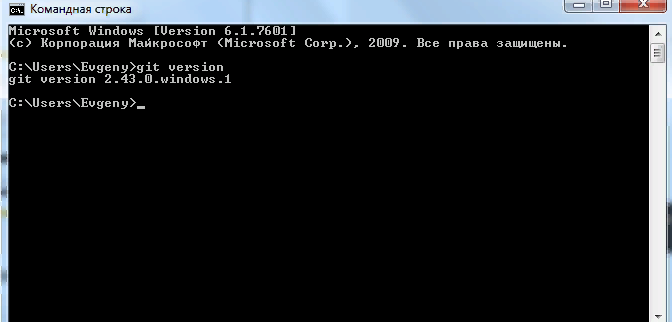 Командная строка
Microsoft Windows [Version 6.1.7601]
(c) Корпорация Майкрософт (Microsoft Corp.), 2009. Все права защищены.
C:\Users\Evgeny>git version
git version 2.43.0.windows.1
C:\Users\Evgeny>_